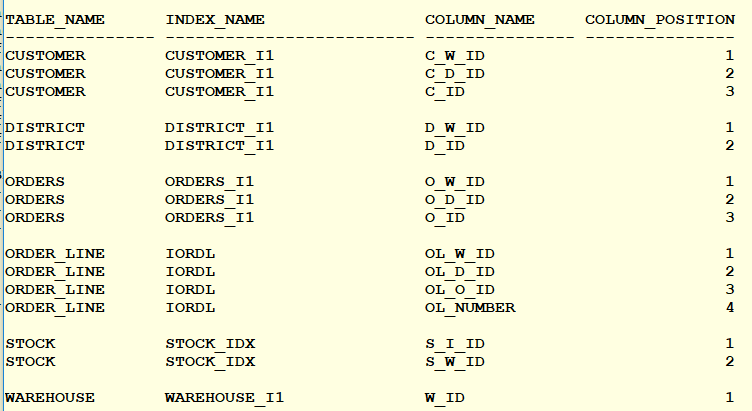 TABLE_NAME      INDEX_NAME                COLUMN_NAME     COLUMN_POSITION
--------------- ------------------------- --------------- ---------------
CUSTOMER        CUSTOMER_I1               C_W_ID                        1
CUSTOMER        CUSTOMER_I1               C_D_ID                        2
CUSTOMER        CUSTOMER_I1               C_ID                          3
DISTRICT        DISTRICT_I1               D_W_ID                        1
DISTRICT        DISTRICT_I1               D_ID                          2
ORDERS          ORDERS_I1                 O_W_ID                        1
ORDERS          ORDERS_I1                 O_D_ID                        2
ORDERS          ORDERS_I1                 O_ID                          3
ORDER_LINE      IORDL                     OL_W_ID                       1
ORDER_LINE      IORDL                     OL_D_ID                       2
ORDER_LINE      IORDL                     OL_O_ID                       3
ORDER_LINE      IORDL                     OL_NUMBER                     4
STOCK           STOCK_IDX                 S_I_ID                        1
STOCK           STOCK_IDX                 S_W_ID                        2
WAREHOUSE       WAREHOUSE_I1              W_ID                          1